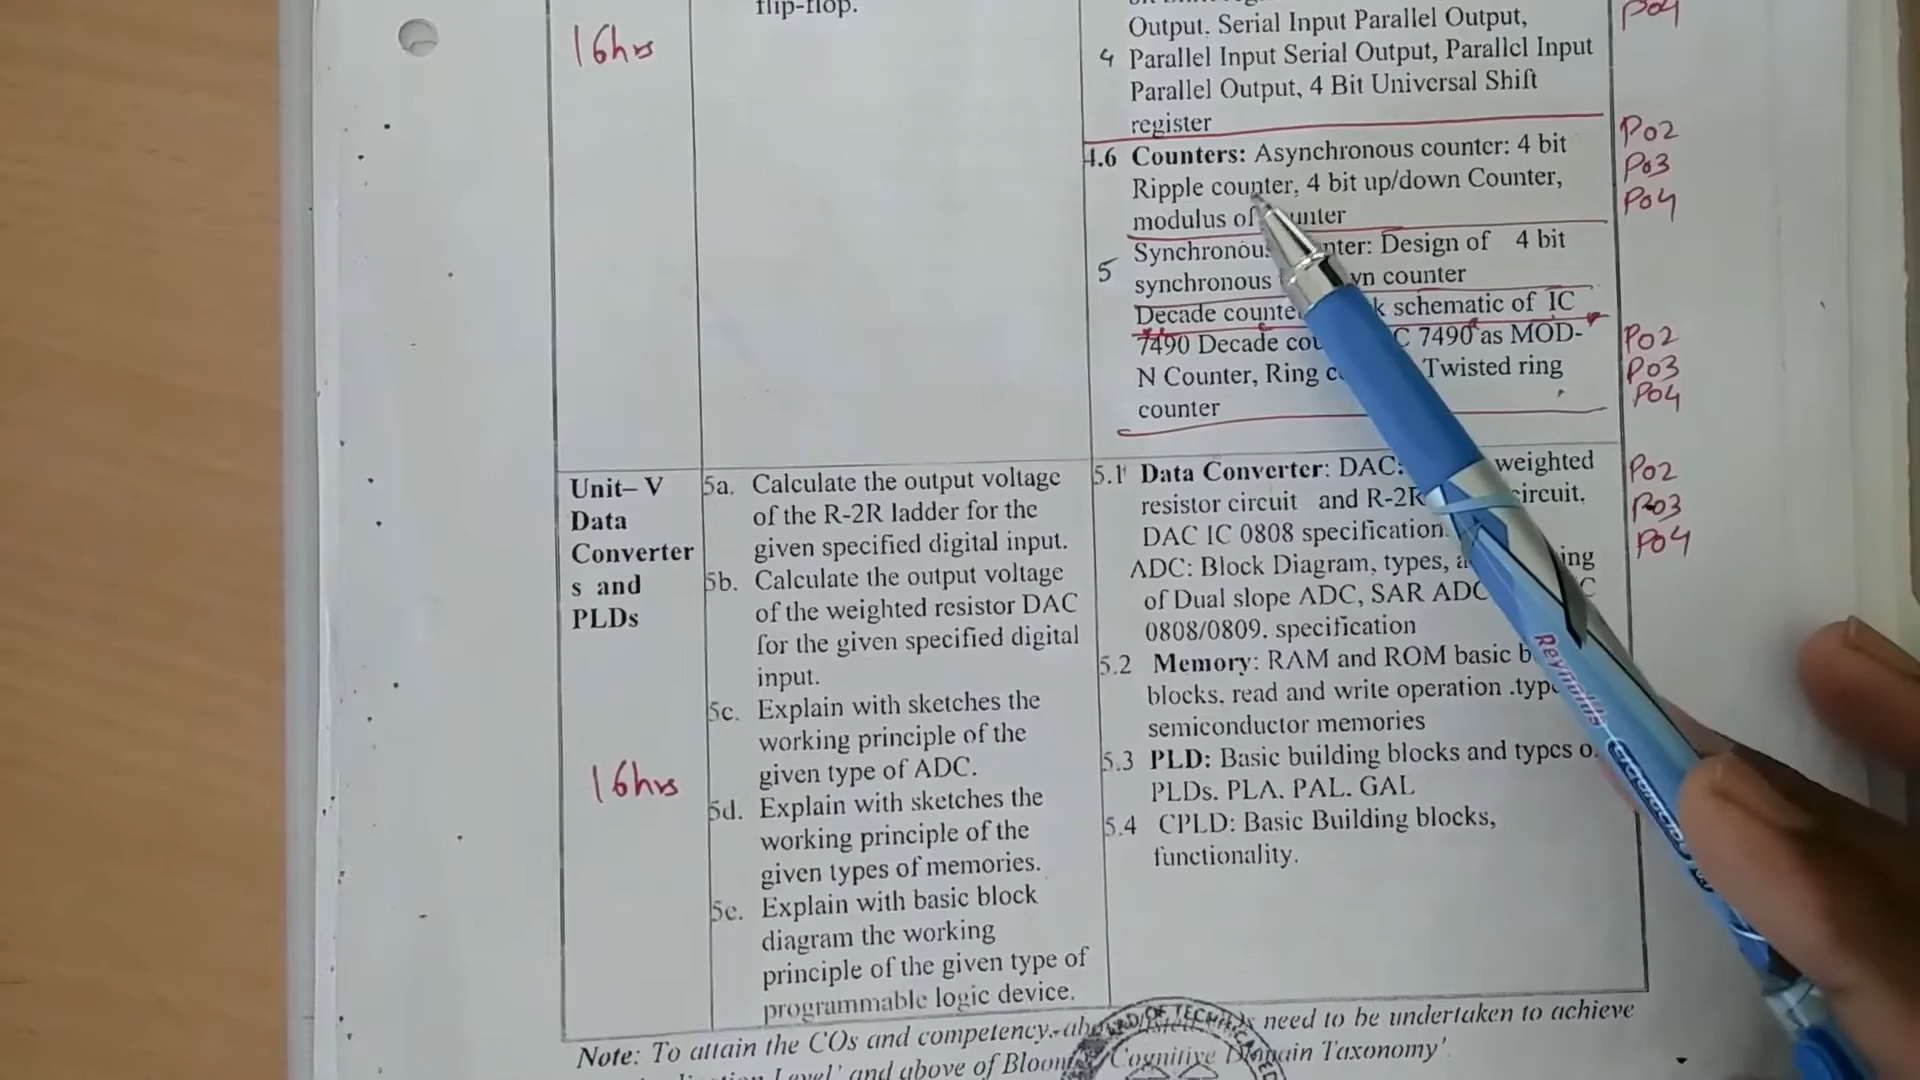 flip-flop.
16hrs
Output, Serial Input Parallel Output,
4 Parallel Input Serial Output, Parallel Input
Parallel Output, 4 Bit Universal Shift
register
PO4
4.6 Counters: Asynchronous counter: 4 bit
Ripple counter, 4 bit up/down Counter,
modulus of
Synchronous Design of 4 bit
5 synchronous counter
Decade schematic of IC
7490 Decade 7490 as MOD-
N Counter, Ring Twisted ring
counter
PO2
PO3
PO4
PO2
PO3
PO4
Unit– V
Data
Converter
s and
PLDs
16hrs
5a. Calculate the output voltage
of the R-2R ladder for the
given specified digital input.
5b. Calculate the output voltage
of the weighted resistor DAC
for the given specified digital
input.
5c. Explain with sketches the
working principle of the
given type of ADC.
5d. Explain with sketches the
working principle of the
given types of memories.
5e. Explain with basic block
diagram the working
principle of the given type of
programmable logic device.
5.1 Data Converter: DAC: weighted
resistor circuit and R-2R circuit,
DAC IC 0808 specification
ADC: Block Diagram, types,
of Dual slope ADC, SAR ADC
0808/0809. specification
5.2 Memory: RAM and ROM basic
blocks, read and write operation
semiconductor memories
5.3 PLD: Basic building blocks and types
PLDs. PLA. PAL. GAL
5.4 CPLD: Basic Building blocks,
functionality.
PO2
PO3
PO4
Reynolds
Note: To attain the COs and competency, need to be undertaken to achieve
Level' and above of Cognitive Domain Taxonomy'
OF TECH